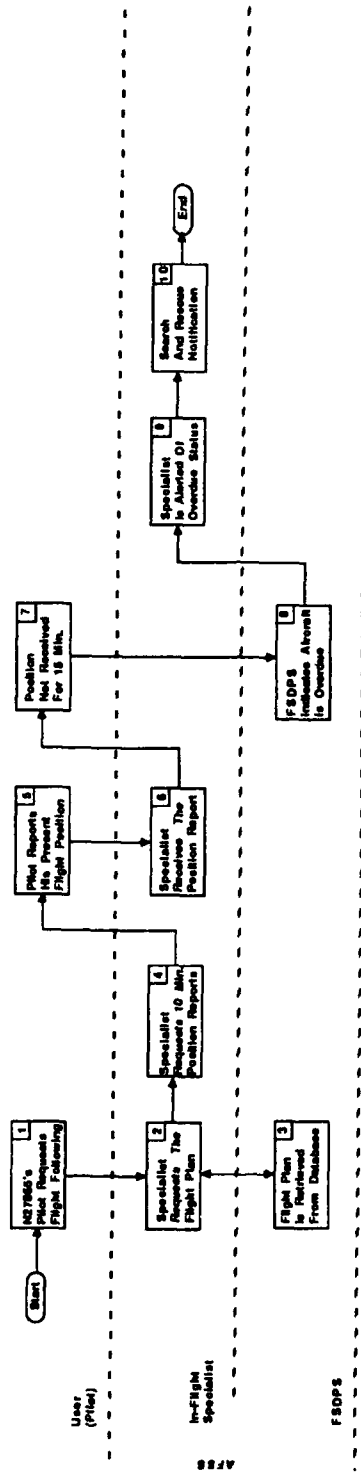 Start
1
N27886's
Pilot Requests
Flight Following
2
Specialist
Requests The
Flight Plan
3
Flight Plan
Is Retrieved
From Database
4
Specialist
Requests 10 Min.
Position Reports
5
Pilot Reports
His Present
Flight Position
6
Specialist
Receives The
Position Report
7
Position
Not Received
For 15 Min.
8
FSDPS
Indicates Aircraft
Is Overdue
9
Specialist
Is Alerted Of
Overdue Status
10
Search
And Rescue
Notification
End
User
(Pilot)
In-Flight
Specialist
FSDPS
AFSS